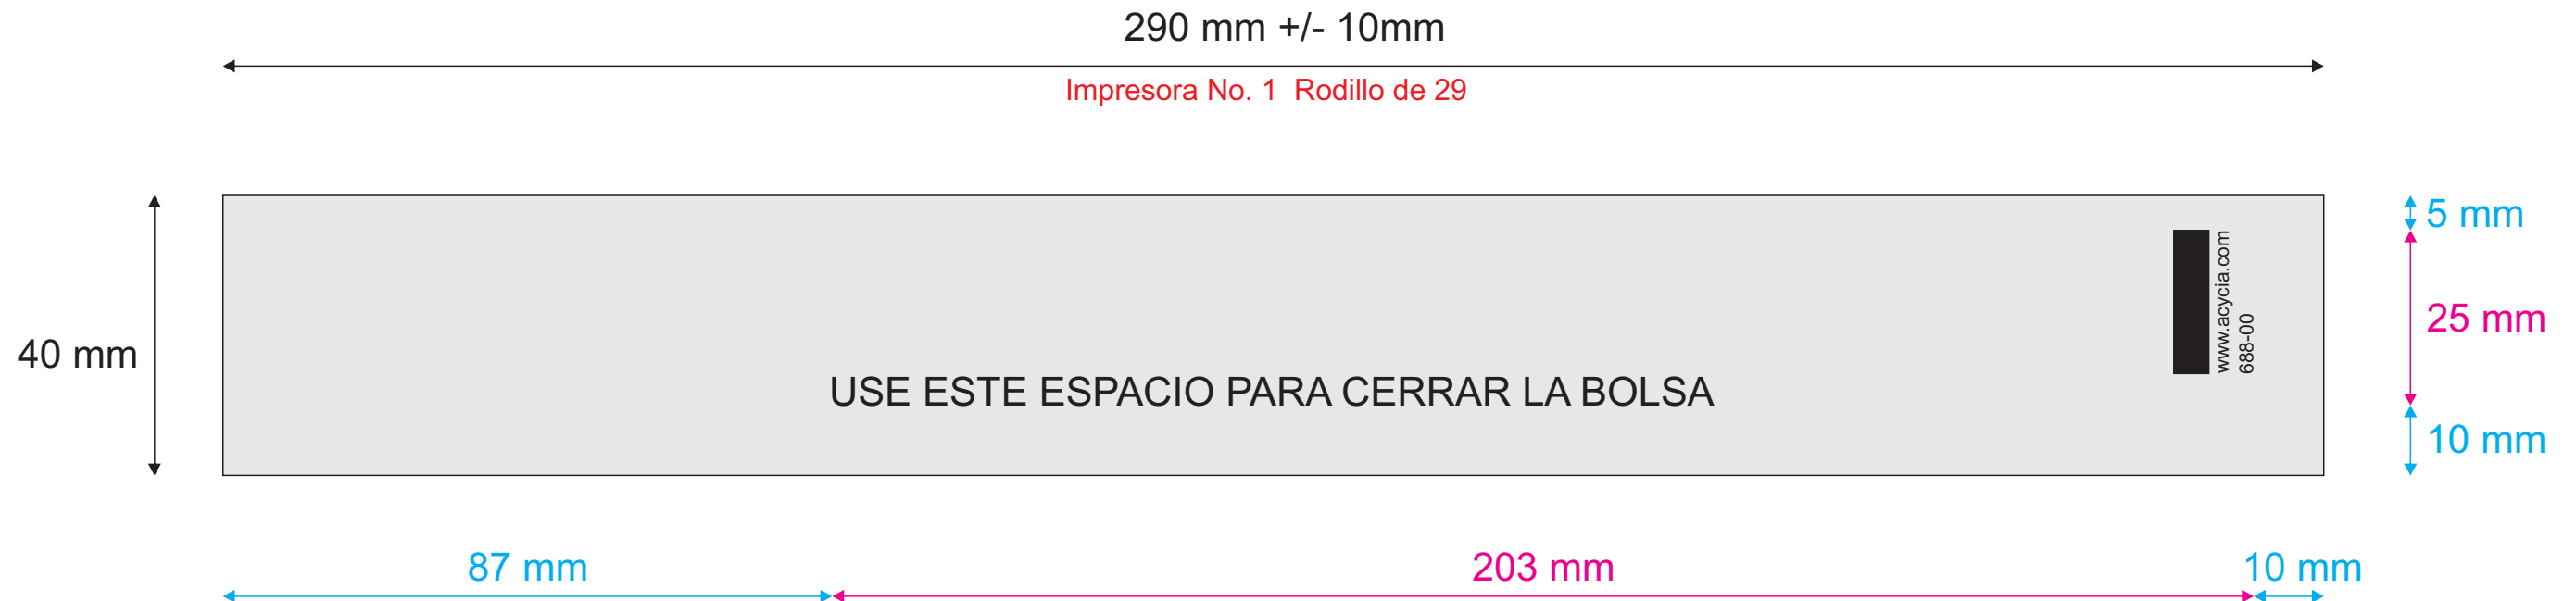 290 mm +/- 10mm
Impresora No. 1  Rodillo de 29
5 mm
www.acycia.com
688-00
25 mm
40 mm
USE ESTE ESPACIO PARA CERRAR LA BOLSA
10 mm
87 mm
203 mm
10 mm